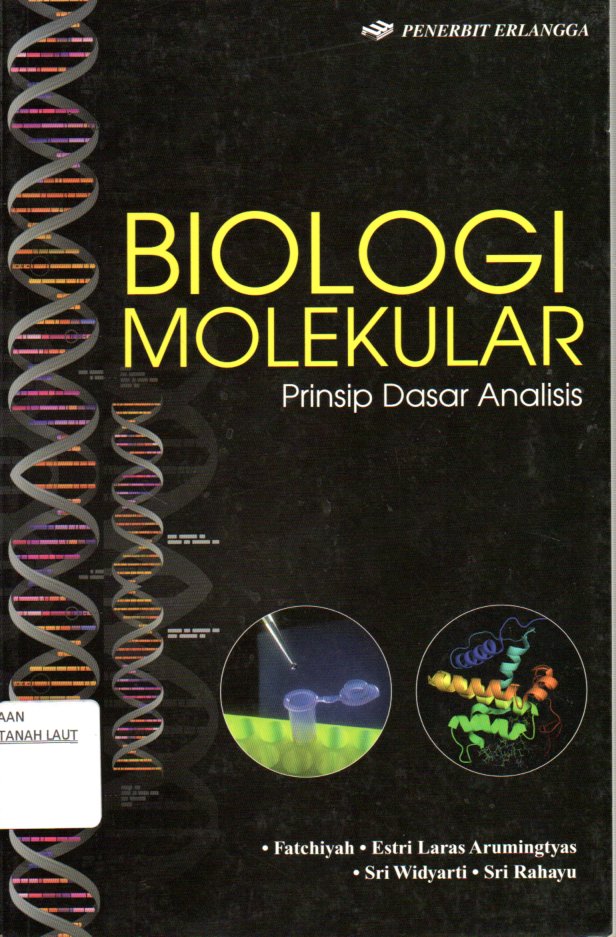 PENERBIT ERLANGGA
BIOLOGI
MOLEKULAR
Prinsip Dasar Analisis
AAN
TANAH LAUT
• Fatchiyah • Estri Laras Arumingtyas
• Sri Widyarti • Sri Rahayu